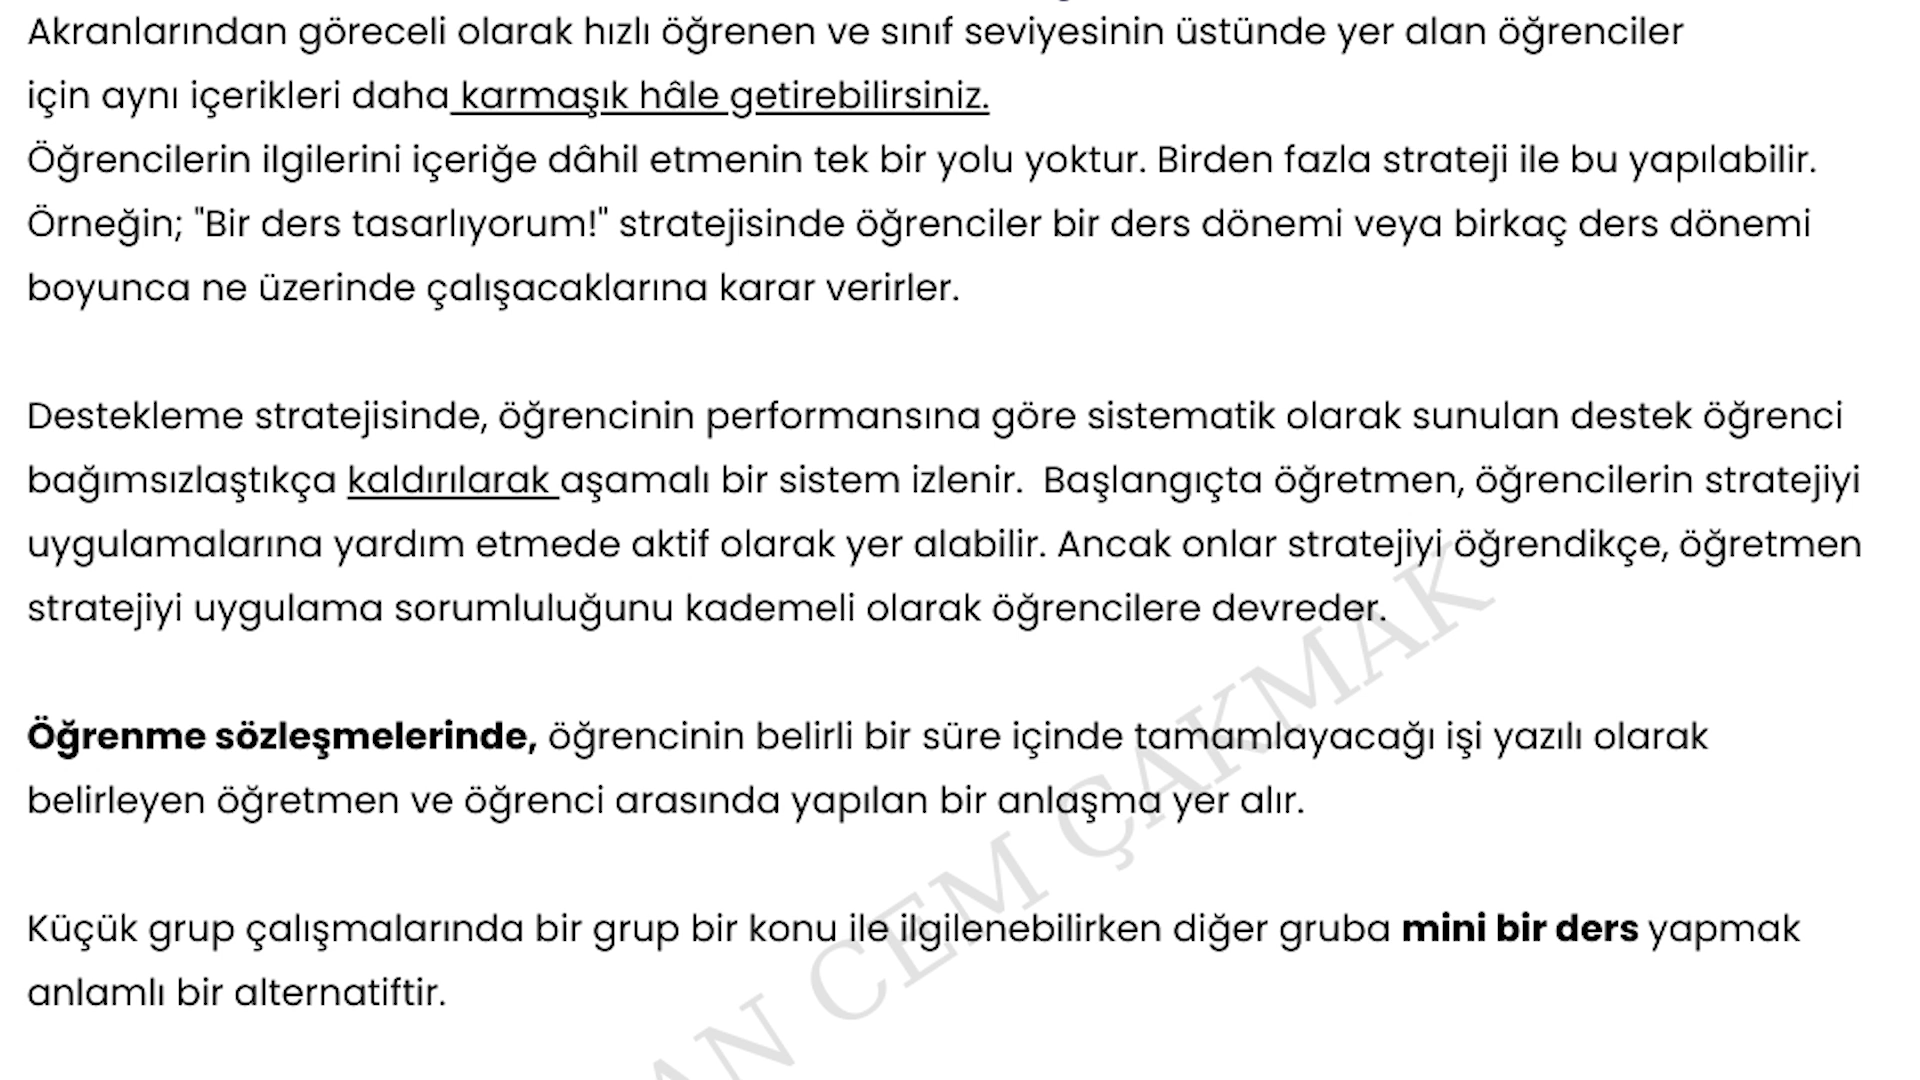 Akranlarından göreceli olarak hızlı öğrenen ve sınıf seviyesinin üstünde yer alan öğrenciler
için aynı içerikleri daha karmaşık hâle getirebilirsiniz.
Öğrencilerin ilgilerini içeriğe dâhil etmenin tek bir yolu yoktur. Birden fazla strateji ile bu yapılabilir.
Örneğin; "Bir ders tasarlıyorum!" stratejisinde öğrenciler bir ders dönemi veya birkaç ders dönemi
boyunca ne üzerinde çalışacaklarına karar verirler.
Destekleme stratejisinde, öğrencinin performansına göre sistematik olarak sunulan destek öğrenci
bağımsızlaştıkça kaldırılarak aşamalı bir sistem izlenir. Başlangıçta öğretmen, öğrencilerin stratejiyi
uygulamalarına yardım etmede aktif olarak yer alabilir. Ancak onlar stratejiyi öğrendikçe, öğretmen
stratejiyi uygulama sorumluluğunu kademeli olarak öğrencilere devreder.
Öğrenme sözleşmelerinde, öğrencinin belirli bir süre içinde tamamlayacağı işi yazılı olarak
belirleyen öğretmen ve öğrenci arasında yapılan bir anlaşma yer alır.
Küçük grup çalışmalarında bir grup bir konu ile ilgilenebilirken diğer gruba mini bir ders yapmak
anlamlı bir alternatiftir.
AN CEM ÇAKMAK